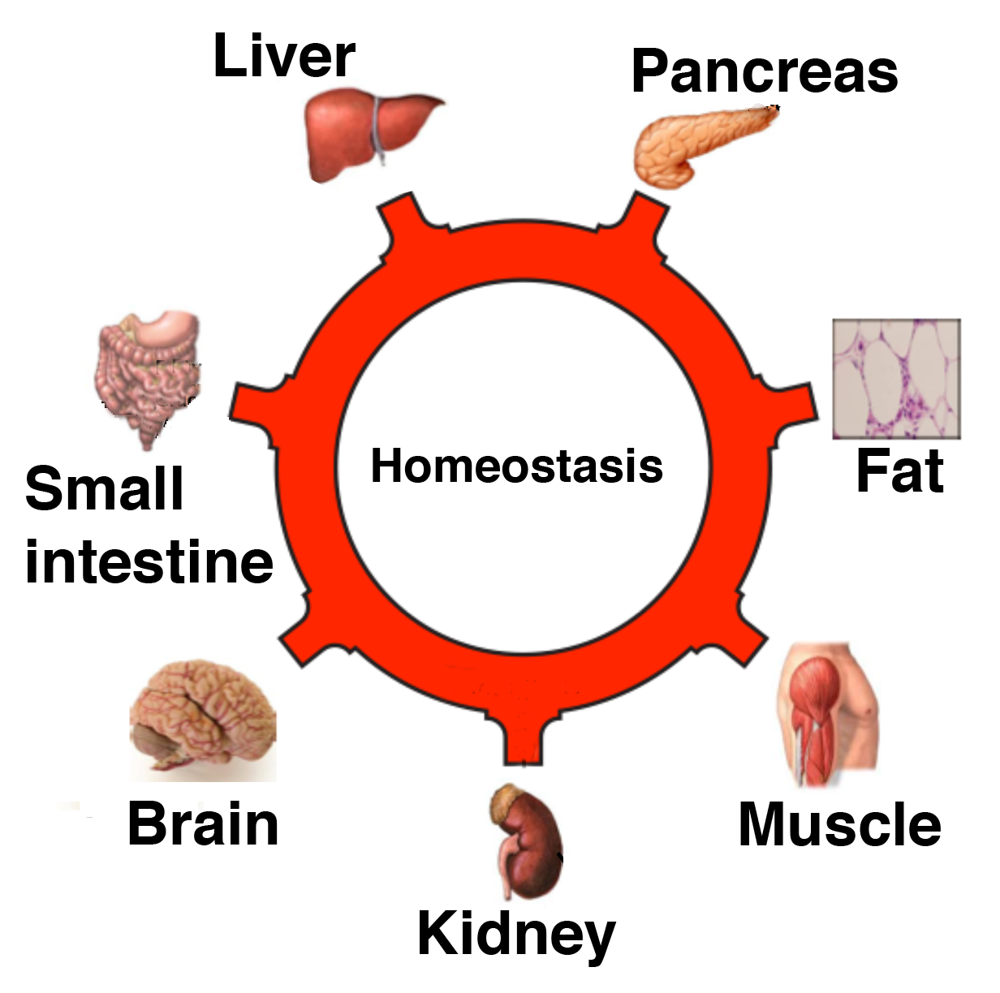 Liver
Pancreas
Fat
Homeostasis
Small
intestine
Brain
Muscle
Kidney